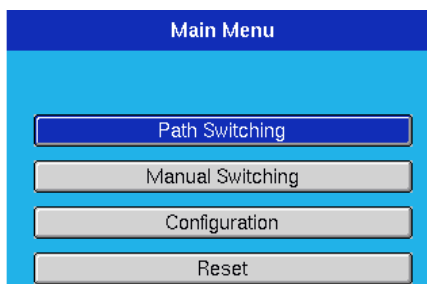 Main Menu
Path Switching
Manual Switching
Configuration
Reset